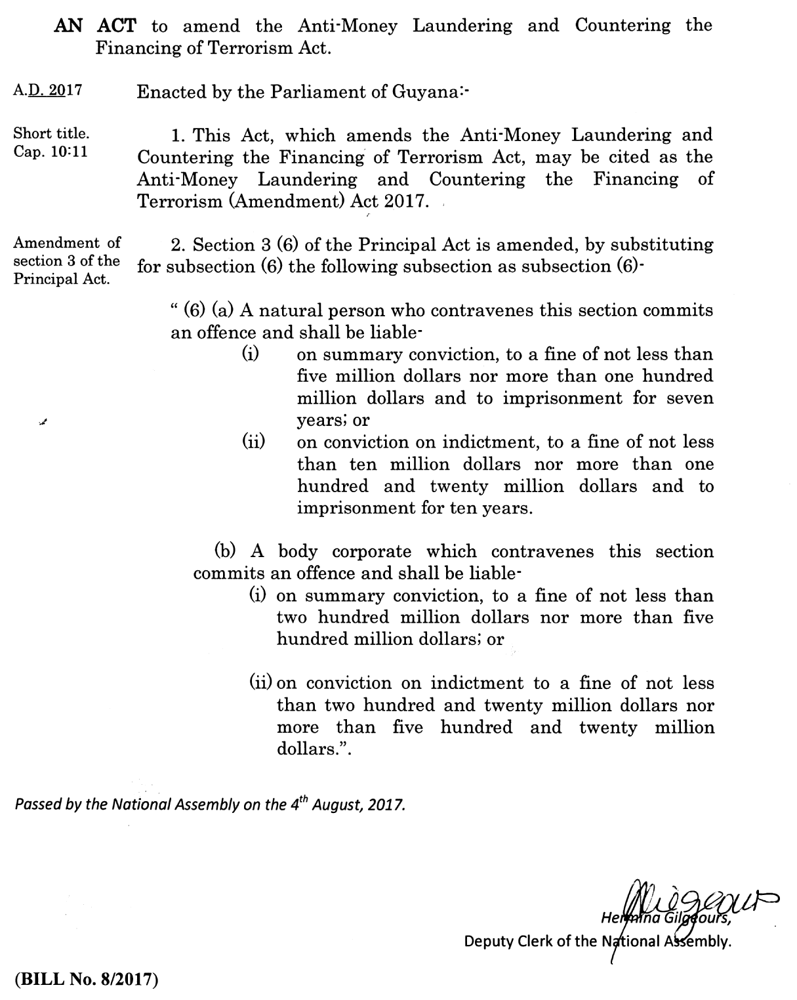 AN ACT to amend the Anti-Money Laundering and Countering the
Financing of Terrorism Act.
A.D. 2017
Enacted by the Parliament of Guyana:-
Short title.
Cap. 10:11
1. This Act, which amends the Anti-Money Laundering and
Countering the Financing of Terrorism Act, may be cited as the
Anti-Money Laundering and Countering the Financing of
Terrorism (Amendment) Act 2017.
Amendment of
section 3 of the
Principal Act.
2. Section 3 (6) of the Principal Act is amended, by substituting
for subsection (6) the following subsection as subsection (6)-
“ (6) (a) A natural person who contravenes this section commits
an offence and shall be liable-
(i) on summary conviction, to a fine of not less than
five million dollars nor more than one hundred
million dollars and to imprisonment for seven
years; or
(ii) on conviction on indictment, to a fine of not less
than ten million dollars nor more than one
hundred and twenty million dollars and to
imprisonment for ten years.
(b) A body corporate which contravenes this section
commits an offence and shall be liable-
(i) on summary conviction, to a fine of not less than
two hundred million dollars nor more than five
hundred million dollars; or
(ii) on conviction on indictment to a fine of not less
than two hundred and twenty million dollars nor
more than five hundred and twenty million
dollars.”.
Passed by the National Assembly on the 4th August, 2017.
Hermina Gilgeours,
Deputy Clerk of the National Assembly.
(BILL No. 8/2017)